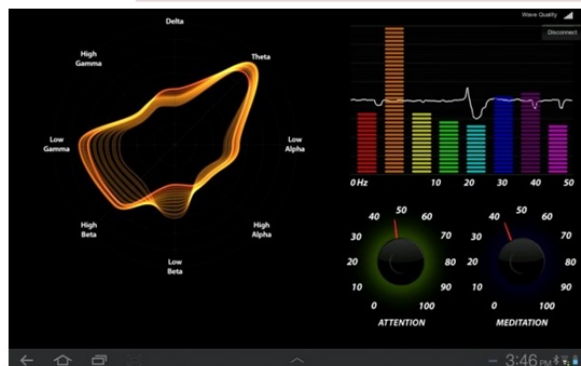 Wave Quality
Disconnect
Delta
High
Gamma
Theta
Low
Gamma
Low
Alpha
High
Beta
High
Alpha
Low
Beta
0 Hz 10 20 30 40 50
40 50 60
30 70
20 80
10 90
0 100
ATTENTION
40 50 60
30 70
20 80
10 90
0 100
MEDITATION
3:46 PM